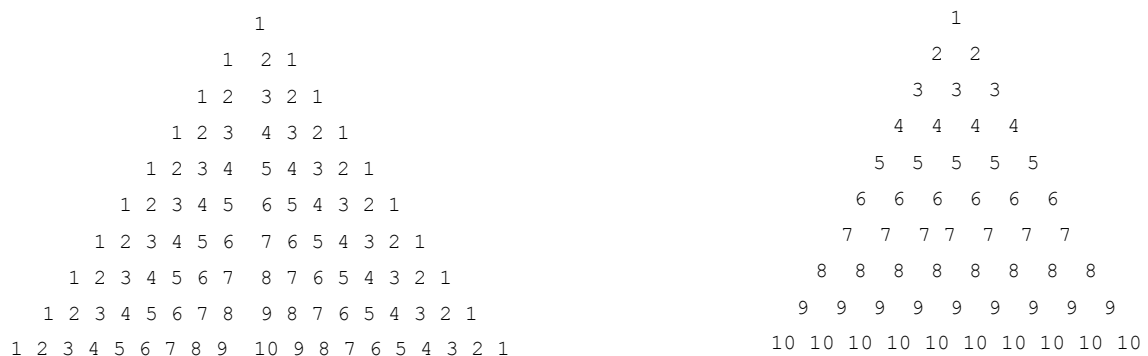 1
1 2 1
1 2 3 2 1
1 2 3 4 3 2 1
1 2 3 4 5 4 3 2 1
1 2 3 4 5 6 5 4 3 2 1
1 2 3 4 5 6 7 6 5 4 3 2 1
1 2 3 4 5 6 7 8 7 6 5 4 3 2 1
1 2 3 4 5 6 7 8 9 8 7 6 5 4 3 2 1
1 2 3 4 5 6 7 8 9 10 9 8 7 6 5 4 3 2 1
1
2 2
3 3 3
4 4 4 4
5 5 5 5 5
6 6 6 6 6 6
7 7 7 7 7 7 7
8 8 8 8 8 8 8 8
9 9 9 9 9 9 9 9 9
10 10 10 10 10 10 10 10 10 10